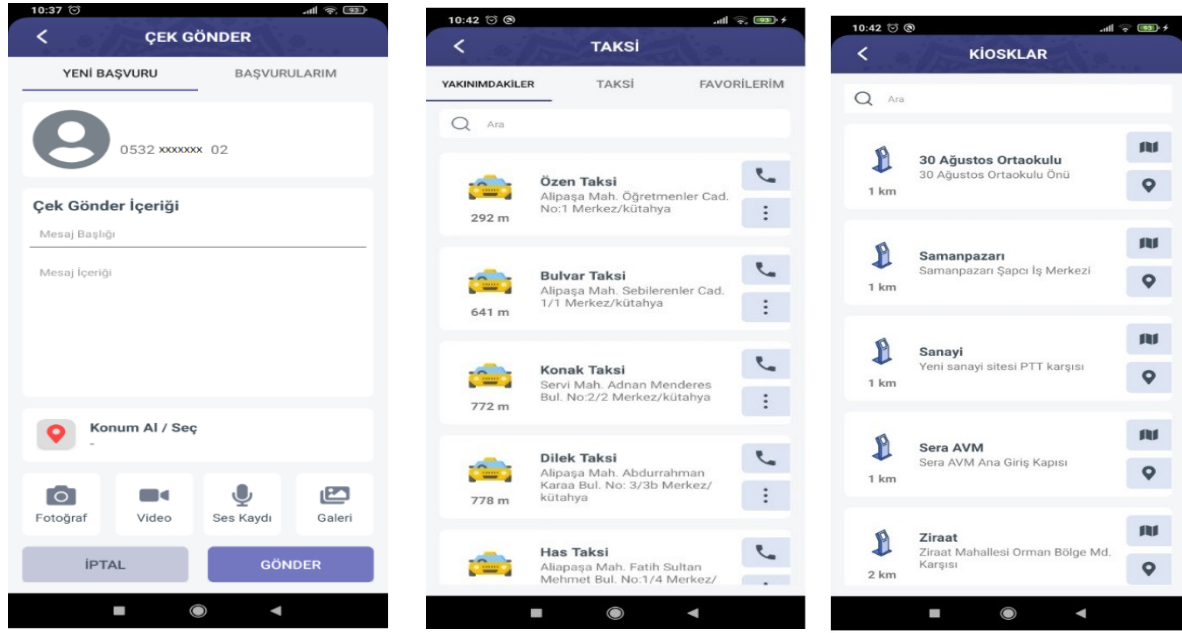 10:37
93
ÇEK GÖNDER
YENİ BAŞVURU
BAŞVURULARIM
0532 xxxxxxx 02
Çek Gönder İçeriği
Mesaj Başlığı
Mesaj İçeriği
Konum Al / Seç
-
Fotoğraf
Video
Ses Kaydı
Galeri
İPTAL
GÖNDER
10:42
93
TAKSİ
YAKINIMDAKİLER
TAKSİ
FAVORİLERİM
Ara
Özen Taksi
Alipaşa Mah. Öğretmenler Cad.
No:1 Merkez/kütahya
292 m
Bulvar Taksi
Alipaşa Mah. Sebilerenler Cad.
1/1 Merkez/kütahya
641 m
Konak Taksi
Servi Mah. Adnan Menderes
Bul. No:2/2 Merkez/kütahya
772 m
Dilek Taksi
Alipaşa Mah. Abdurrahman
Karaa Bul. No: 3/3b Merkez/
kütahya
778 m
Has Taksi
Aliapaşa Mah. Fatih Sultan
Mehmet Bul. No:1/4 Merkez/
10:42
93
KİOSKLAR
Ara
30 Ağustos Ortaokulu
30 Ağustos Ortaokulu Önü
1 km
Samanpazarı
Samanpazarı Şapcı İş Merkezi
1 km
Sanayi
Yeni sanayi sitesi PTT karşısı
1 km
Sera AVM
Sera AVM Ana Giriş Kapısı
1 km
Ziraat
Ziraat Mahallesi Orman Bölge Md.
Karşısı
2 km